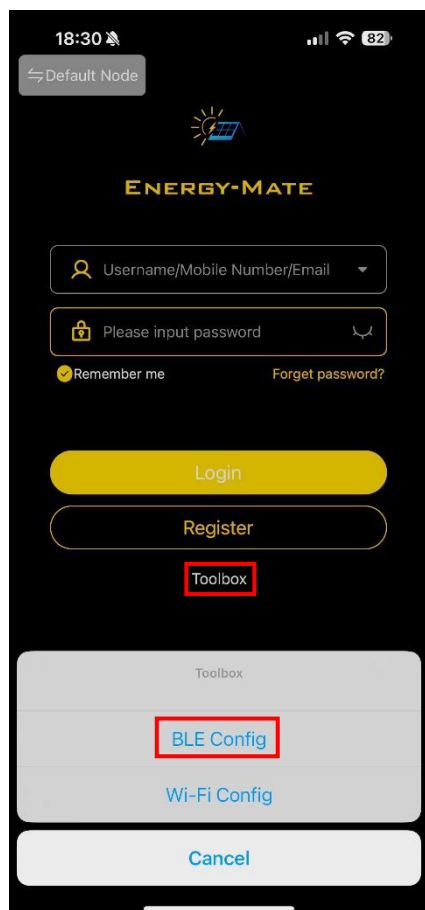 18:30
82
Default Node
ENERGY-MATE
Username/Mobile Number/Email
Please input password
Remember me Forget password?
Login
Register
Toolbox
Toolbox
BLE Config
Wi-Fi Config
Cancel